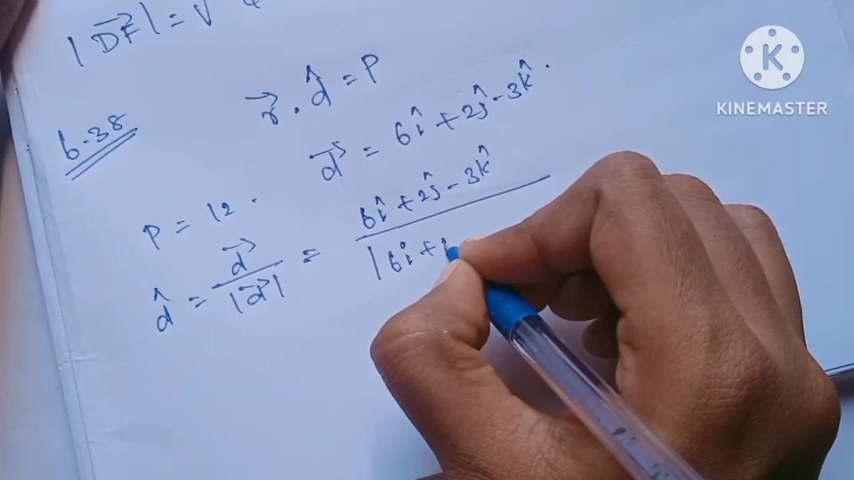 |DF⃗| = √
6.38
r⃗ . d̂ = P
d⃗ = 6î + 2ĵ - 3k̂ .
P = 12 .
d̂ = d⃗ / |d⃗| = 6î + 2ĵ - 3k̂ / |6î +
KINEMASTER